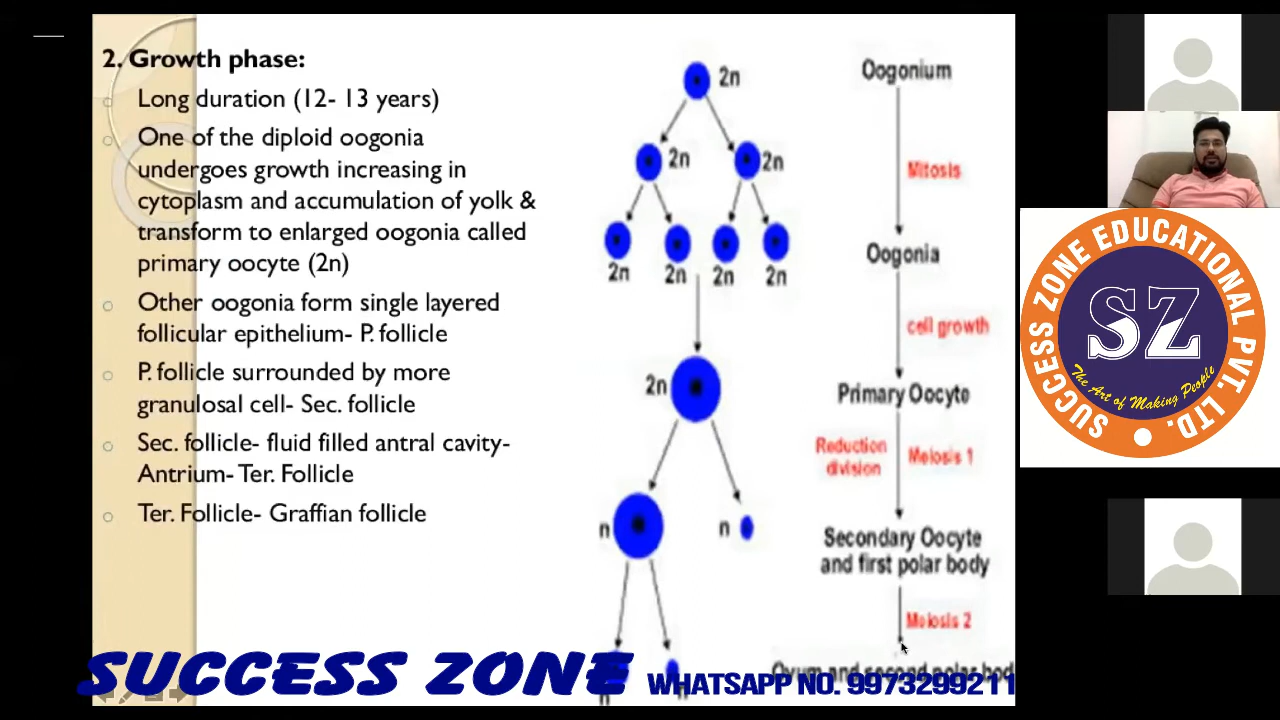 2. Growth phase:
Long duration (12- 13 years)
One of the diploid oogonia
undergoes growth increasing in
cytoplasm and accumulation of yolk &
transform to enlarged oogonia called
primary oocyte (2n)
Other oogonia form single layered
follicular epithelium- P. follicle
P. follicle surrounded by more
granulosal cell- Sec. follicle
Sec. follicle- fluid filled antral cavity-
Antrium- Ter. Follicle
Ter. Follicle- Graffian follicle
2n
2n
2n
2n
2n
2n
2n
2n
n
n
Oogonium
Mitosis
Oogonia
cell growth
Primary Oocyte
Reduction
division
Meiosis 1
Secondary Oocyte
and first polar body
Meiosis 2
Ovum and second polar bod
SUCCESS ZONE EDUCATIONAL PVT. LTD.
SZ
The Art of Making People
SUCCESS ZONE
WHATSAPP NO. 9973299211